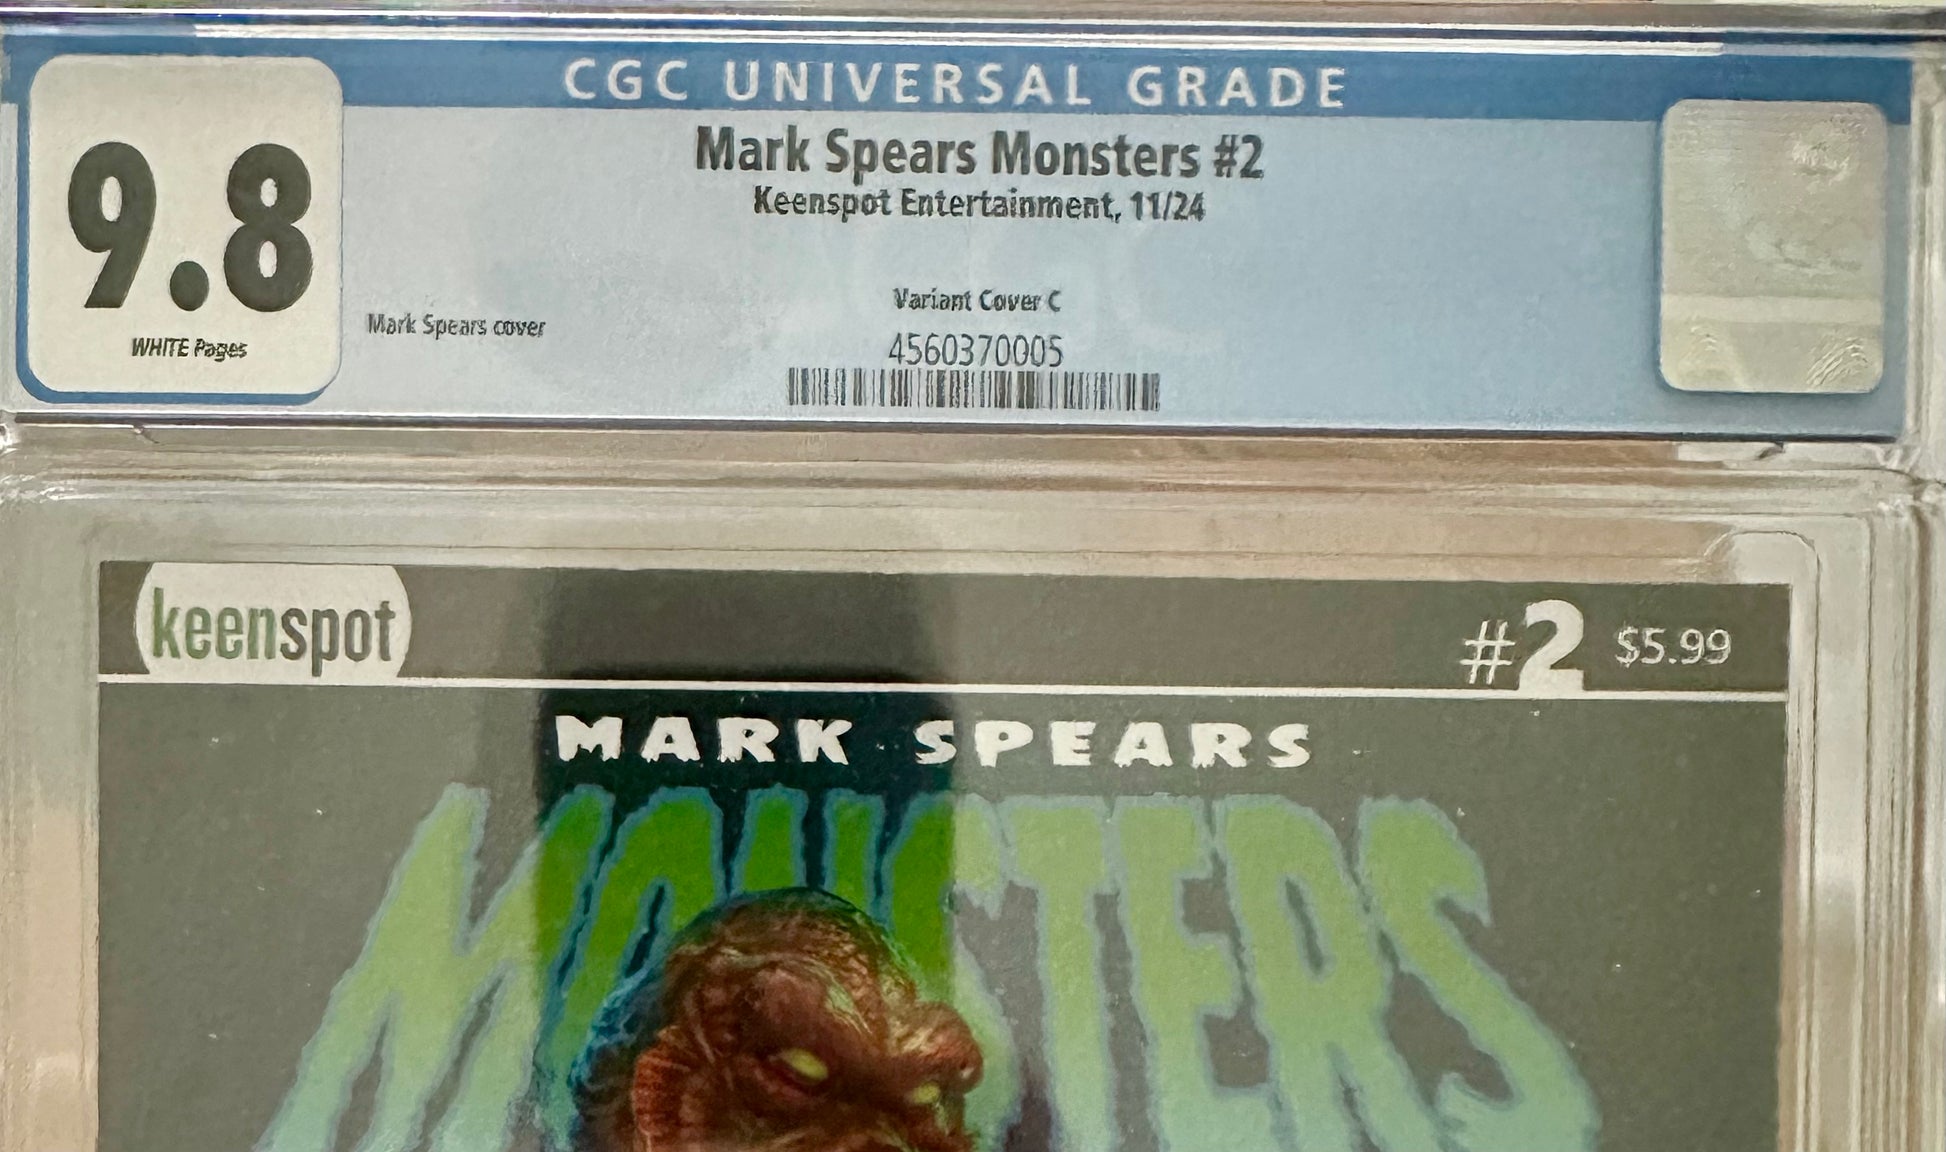 CGC UNIVERSAL GRADE
9.8
WHITE Pages
Mark Spears Monsters #2
Keenspot Entertainment, 11/24
Variant Cover C
Mark Spears cover
4560370005
keenspot
#2 $5.99
MARK SPEARS
MONSTERS